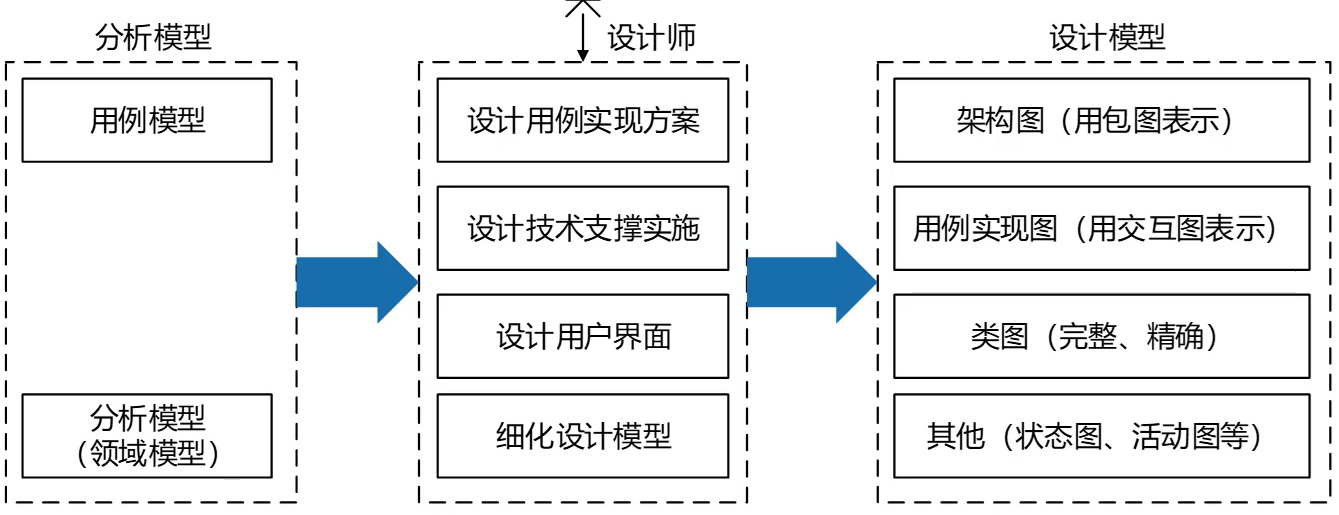 分析模型
用例模型
分析模型
（领域模型）
设计师
设计用例实现方案
设计技术支撑实施
设计用户界面
细化设计模型
设计模型
架构图（用包图表示）
用例实现图（用交互图表示）
类图（完整、精确）
其他（状态图、活动图等）